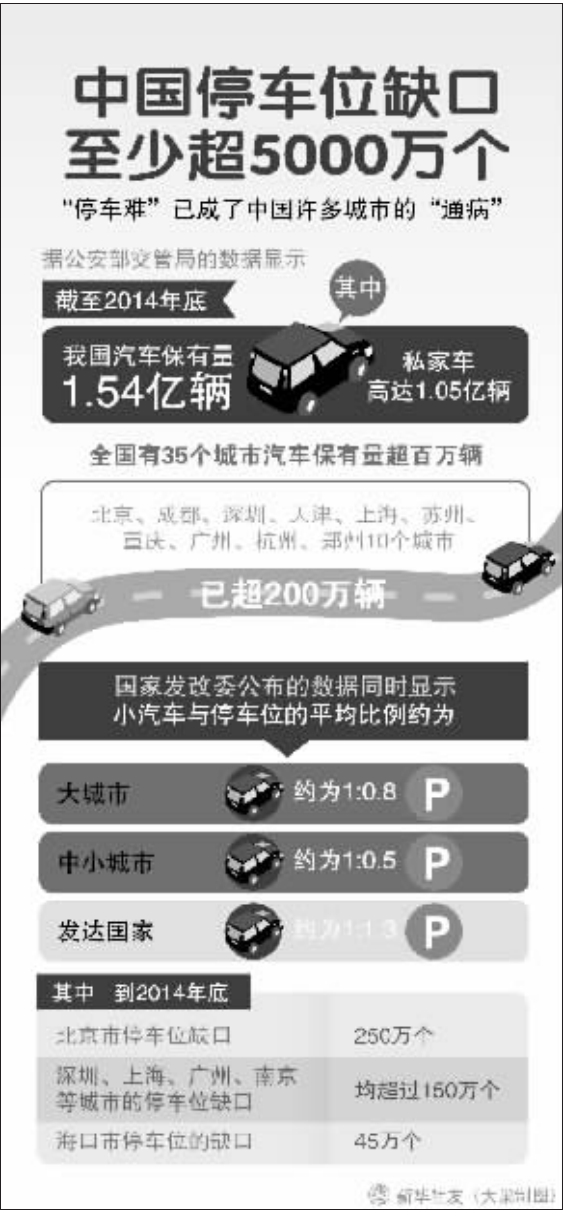 中国停车位缺口
至少超5000万个
“停车难”已成了中国许多城市的“通病”
据公安部交管局的数据显示
截至2014年底
其中
我国汽车保有量
1.54亿辆
私家车
高达1.05亿辆
全国有35个城市汽车保有量超百万辆
北京、成都、深圳、天津、上海、苏州、
重庆、广州、杭州、郑州10个城市
已超200万辆
国家发改委公布的数据同时显示
小汽车与停车位的平均比例约为
大城市 约为1:0.8 P
中小城市 约为1:0.5 P
发达国家 约为1:1.3 P
其中 到2014年底
北京市停车位缺口 250万个
深圳、上海、广州、南京
等城市的停车位缺口
均超过150万个
海口市停车位的缺口 45万个
新华社发（大巢制图）